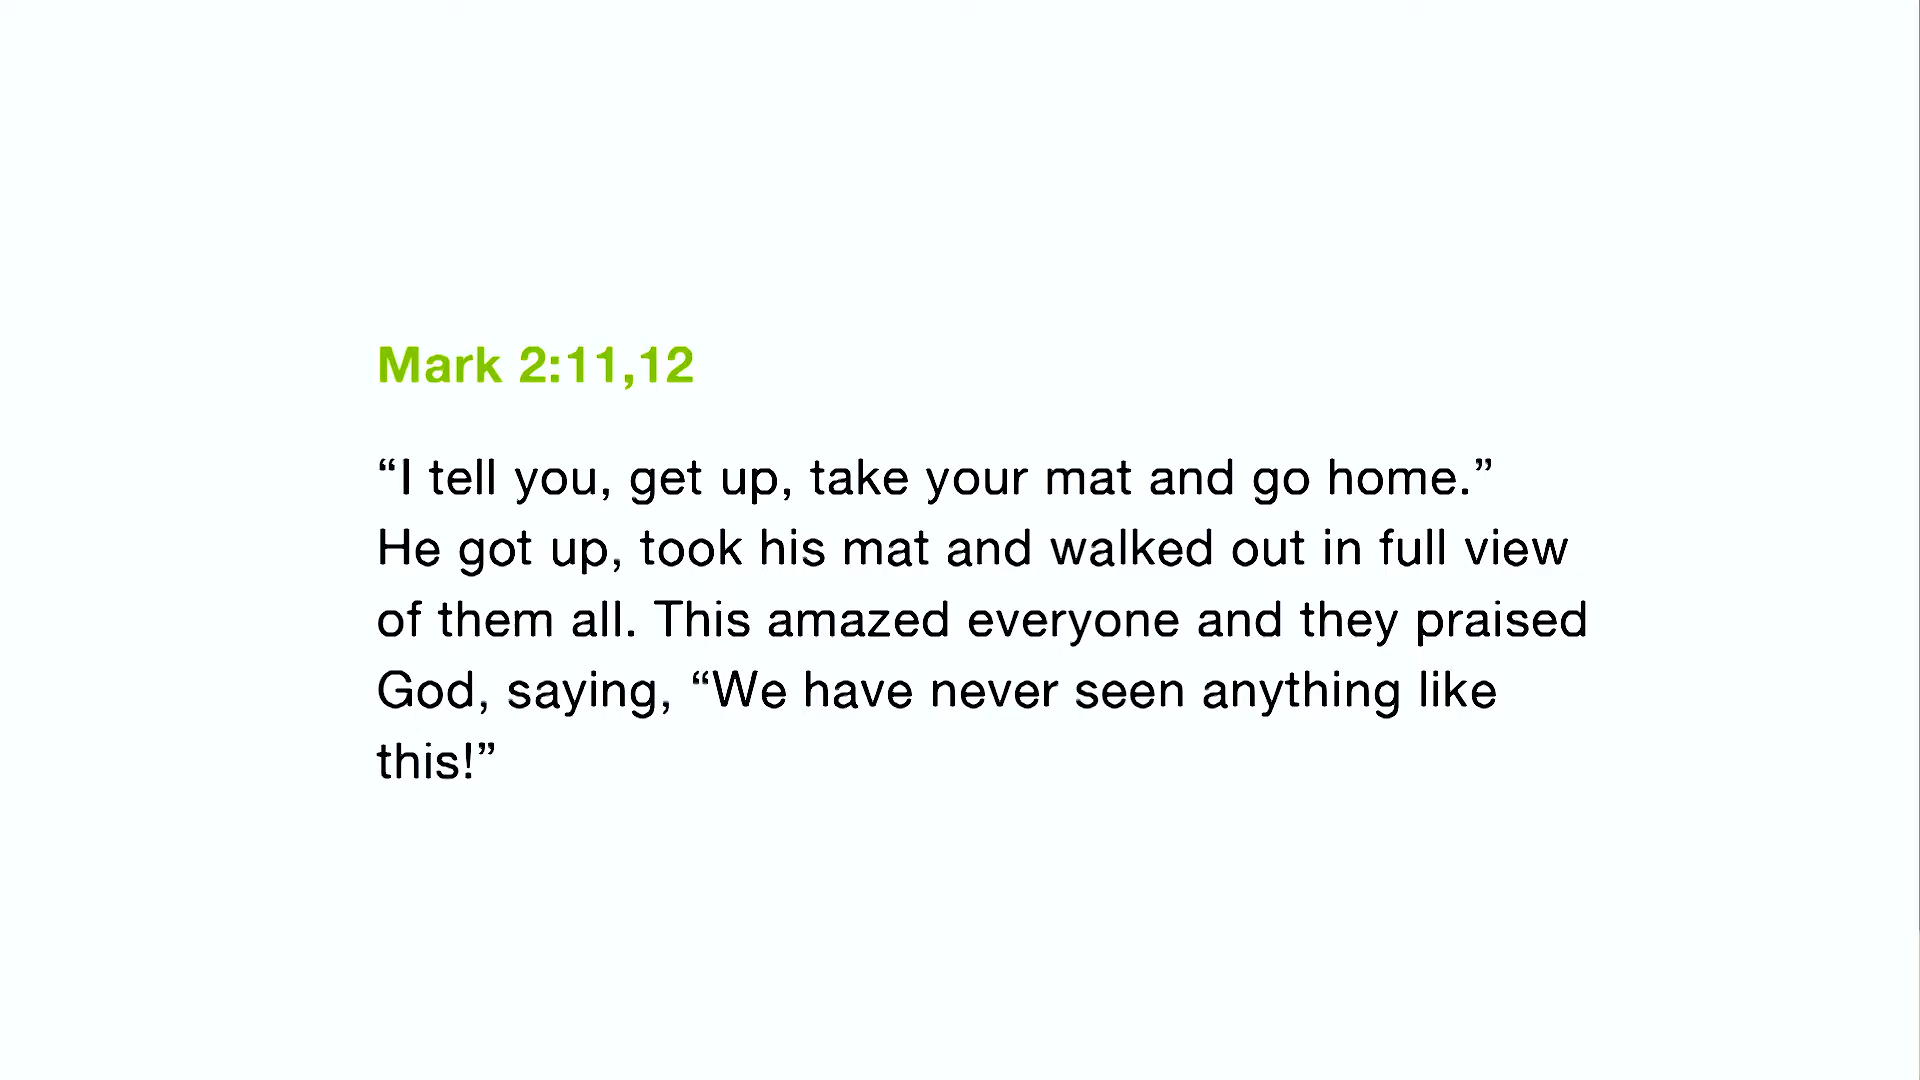 Mark 2:11,12
“I tell you, get up, take your mat and go home.”
He got up, took his mat and walked out in full view
of them all. This amazed everyone and they praised
God, saying, “We have never seen anything like
this!”